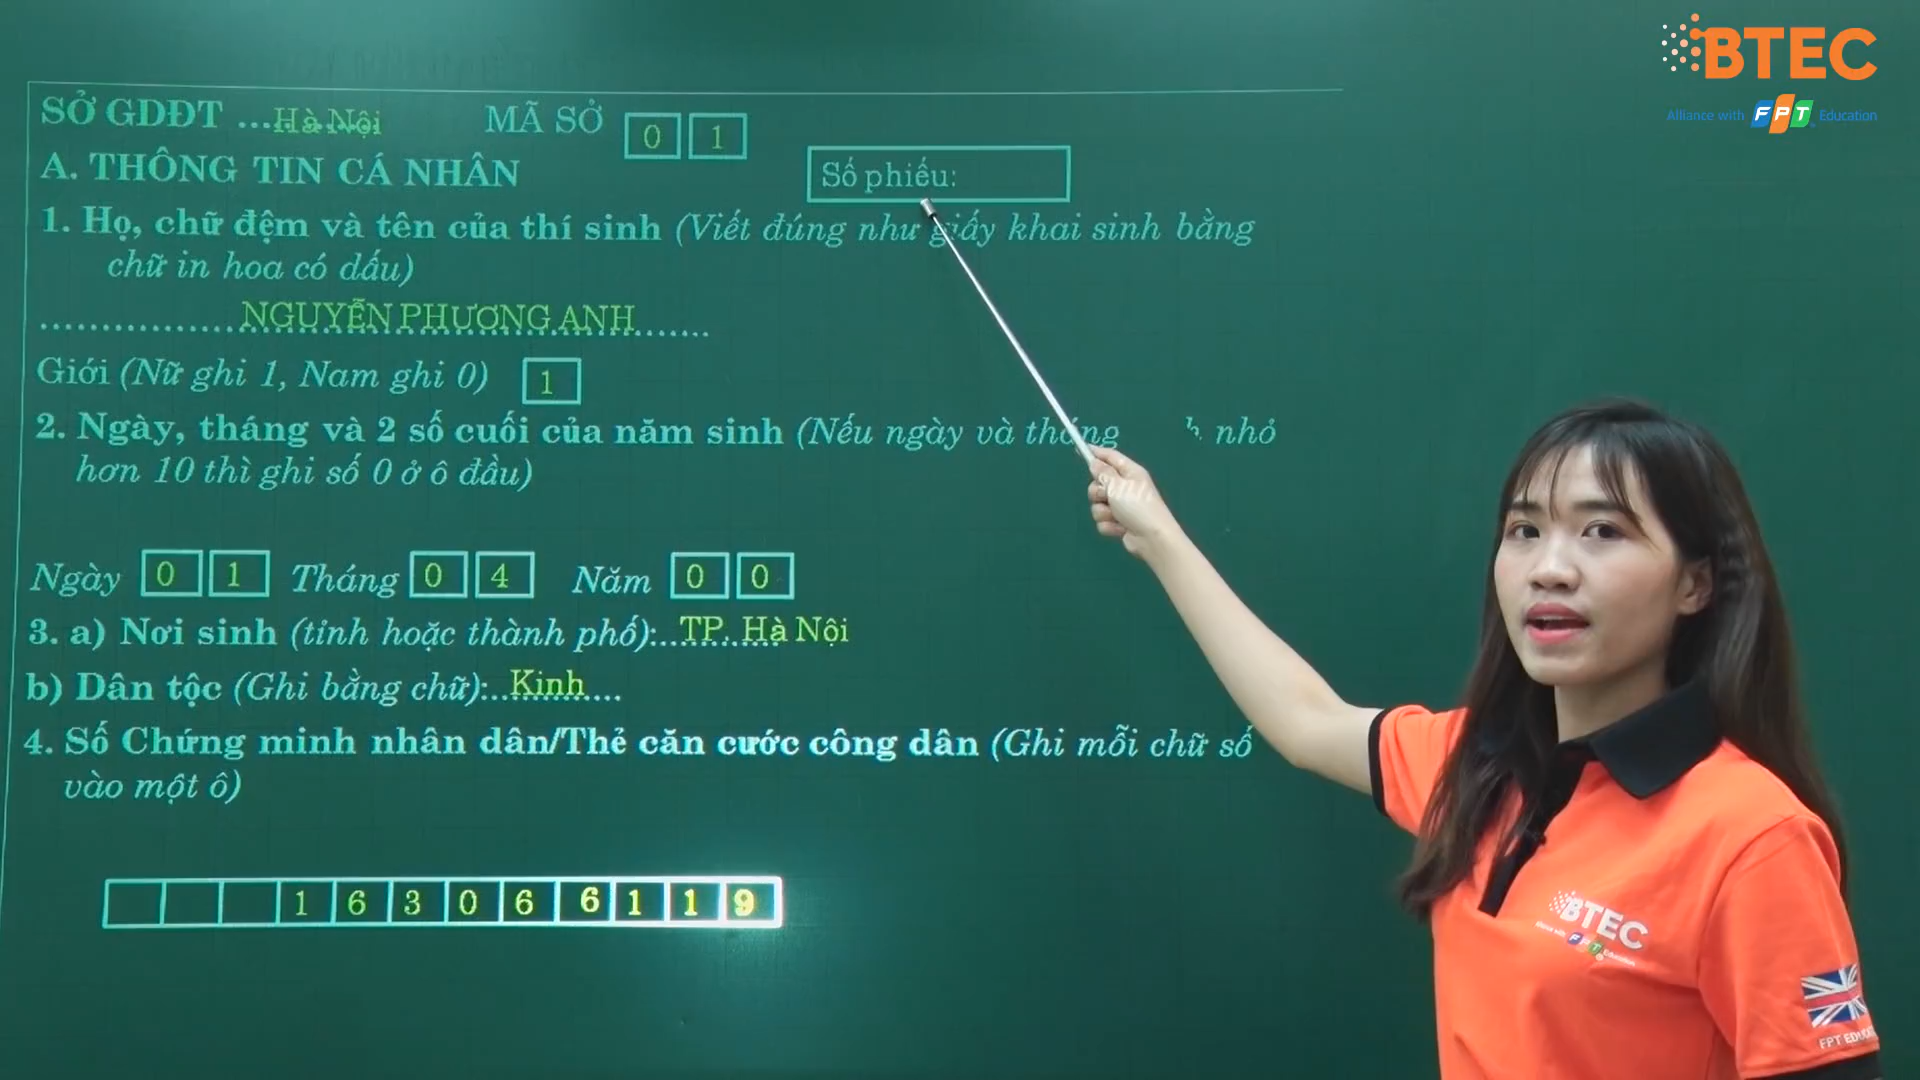 BTEC
Alliance with FPT Education
SỞ GDĐT ...Hà Nội MÃ SỞ 0 1
A. THÔNG TIN CÁ NHÂN
Số phiếu:
1. Họ, chữ đệm và tên của thí sinh (Viết đúng như giấy khai sinh bằng
chữ in hoa có dấu)
NGUYỄN PHƯƠNG ANH
Giới (Nữ ghi 1, Nam ghi 0) 1
2. Ngày, tháng và 2 số cuối của năm sinh (Nếu ngày và tháng nhỏ
hơn 10 thì ghi số 0 ở ô đầu)
Ngày 0 1 Tháng 0 4 Năm 0 0
3. a) Nơi sinh (tỉnh hoặc thành phố):..TP. Hà Nội
b) Dân tộc (Ghi bằng chữ):..Kinh....
4. Số Chứng minh nhân dân/Thẻ căn cước công dân (Ghi mỗi chữ số
vào một ô)
1 6 3 0 6 6 1 1 9
BTEC
Alliance with FPT Education